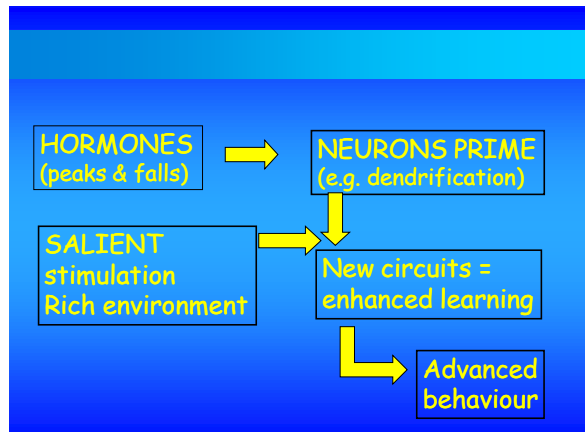 HORMONES
(peaks & falls)
NEURONS PRIME
(e.g. dendrification)
SALIENT
stimulation
Rich environment
New circuits =
enhanced learning
Advanced
behaviour